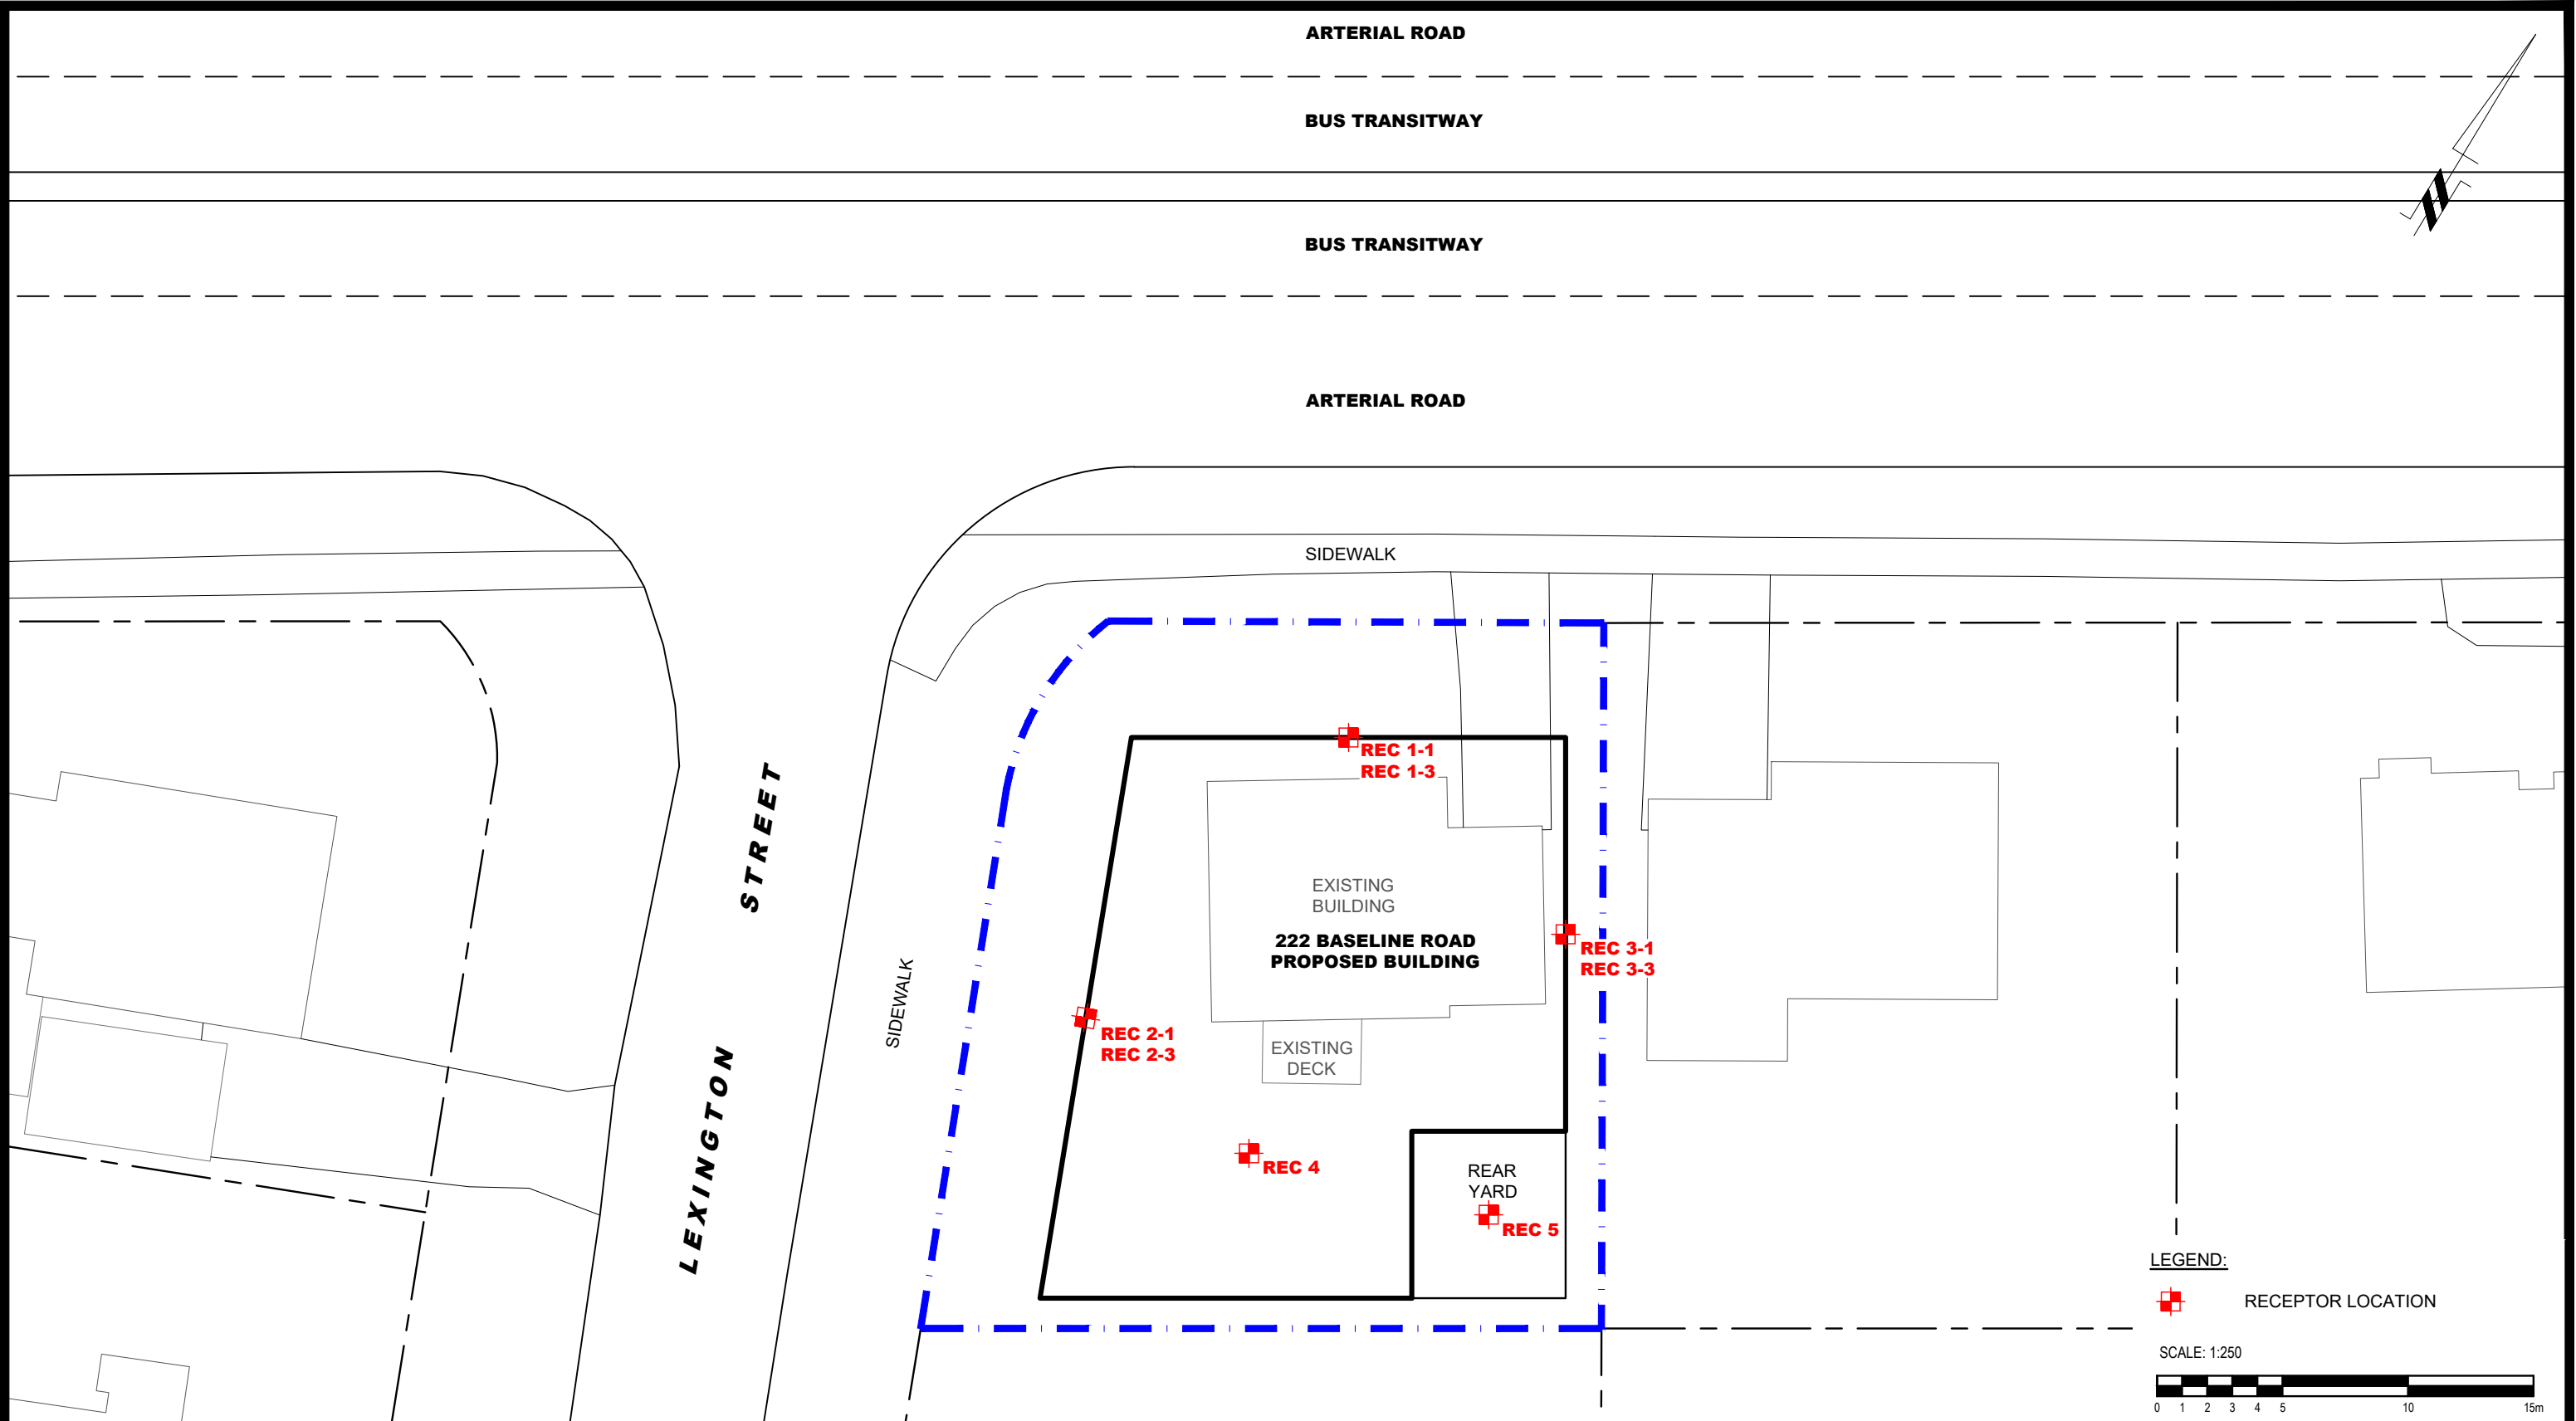 ARTERIAL ROAD
BUS TRANSITWAY
N
BUS TRANSITWAY
ARTERIAL ROAD
SIDEWALK
REC 1-1
REC 1-3
LEXINGTON STREET
SIDEWALK
EXISTING
BUILDING
222 BASELINE ROAD
PROPOSED BUILDING
REC 3-1
REC 3-3
REC 2-1
REC 2-3
EXISTING
DECK
REC 4
REAR
YARD
REC 5
LEGEND:
RECEPTOR LOCATION
SCALE: 1:250
0 1 2 3 4 5 10 15m